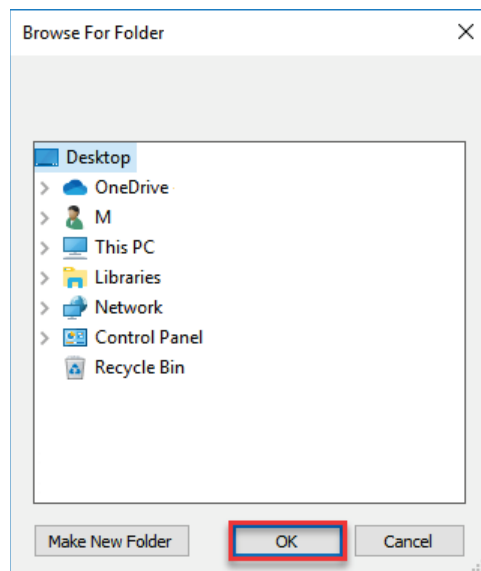 Browse For Folder
Desktop
OneDrive
M
This PC
Libraries
Network
Control Panel
Recycle Bin
Make New Folder OK Cancel